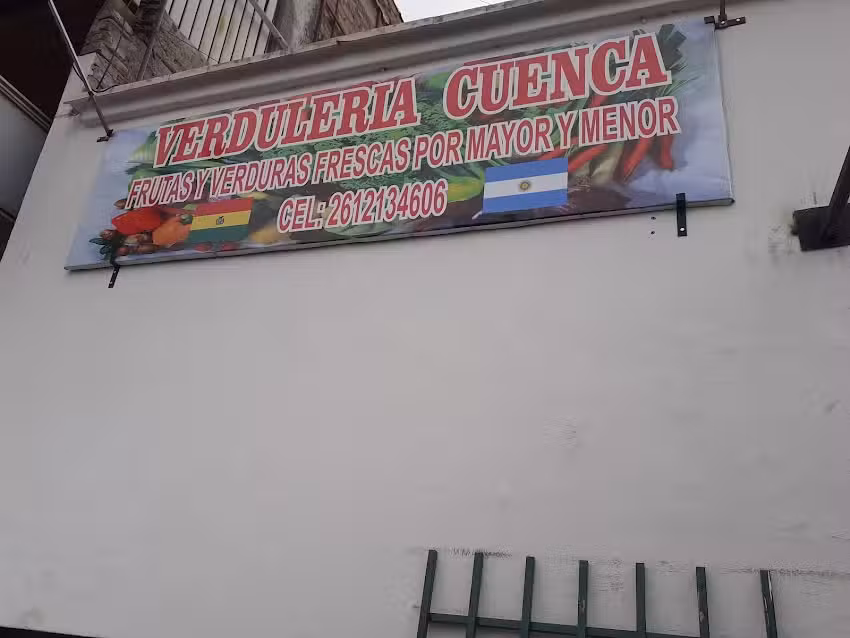 VERDULERIA CUENCA
FRUTAS Y VERDURAS FRESCAS POR MAYOR Y MENOR
CEL: 2612134606